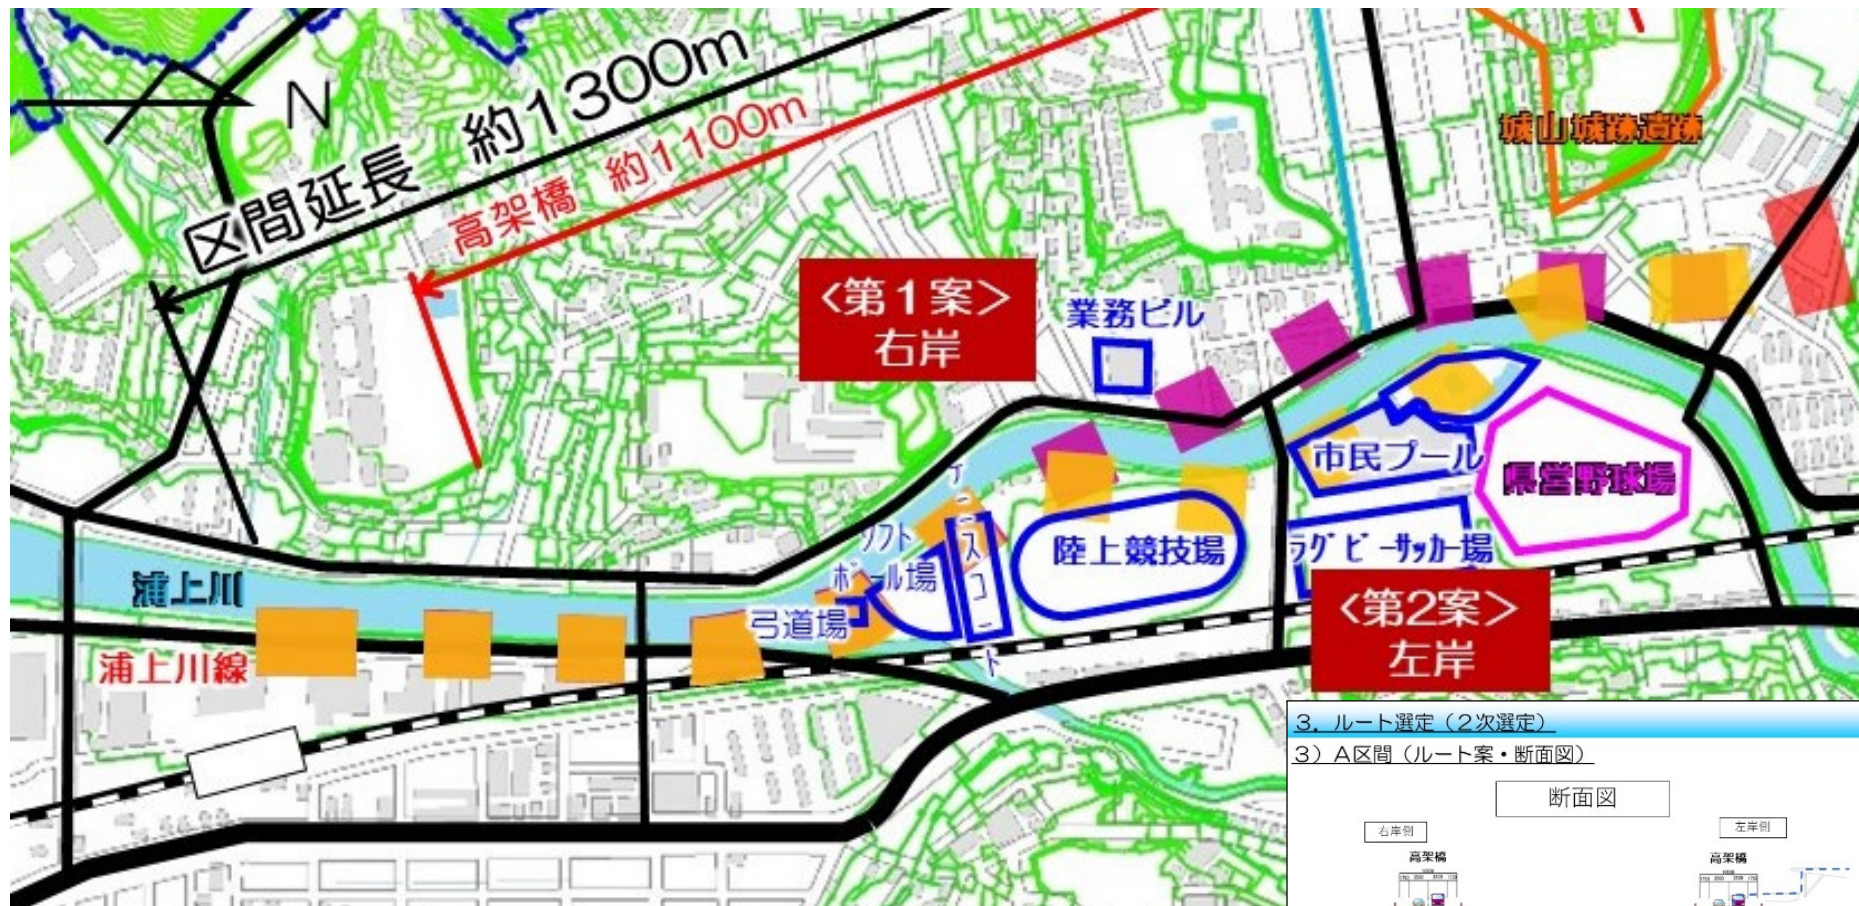 N
区間延長 約1300m
高架橋 約1100m
城山城跡遺跡
<第1案>
右岸
業務ビル
市民プール
県営野球場
テニスコート
ソフト
ボール場
陸上競技場
ラグビーサッカー場
浦上川
弓道場
<第2案>
左岸
浦上川線
3. ルート選定（2次選定）
3）A区間（ルート案・断面図）
断面図
右岸側
左岸側
高架橋
高架橋